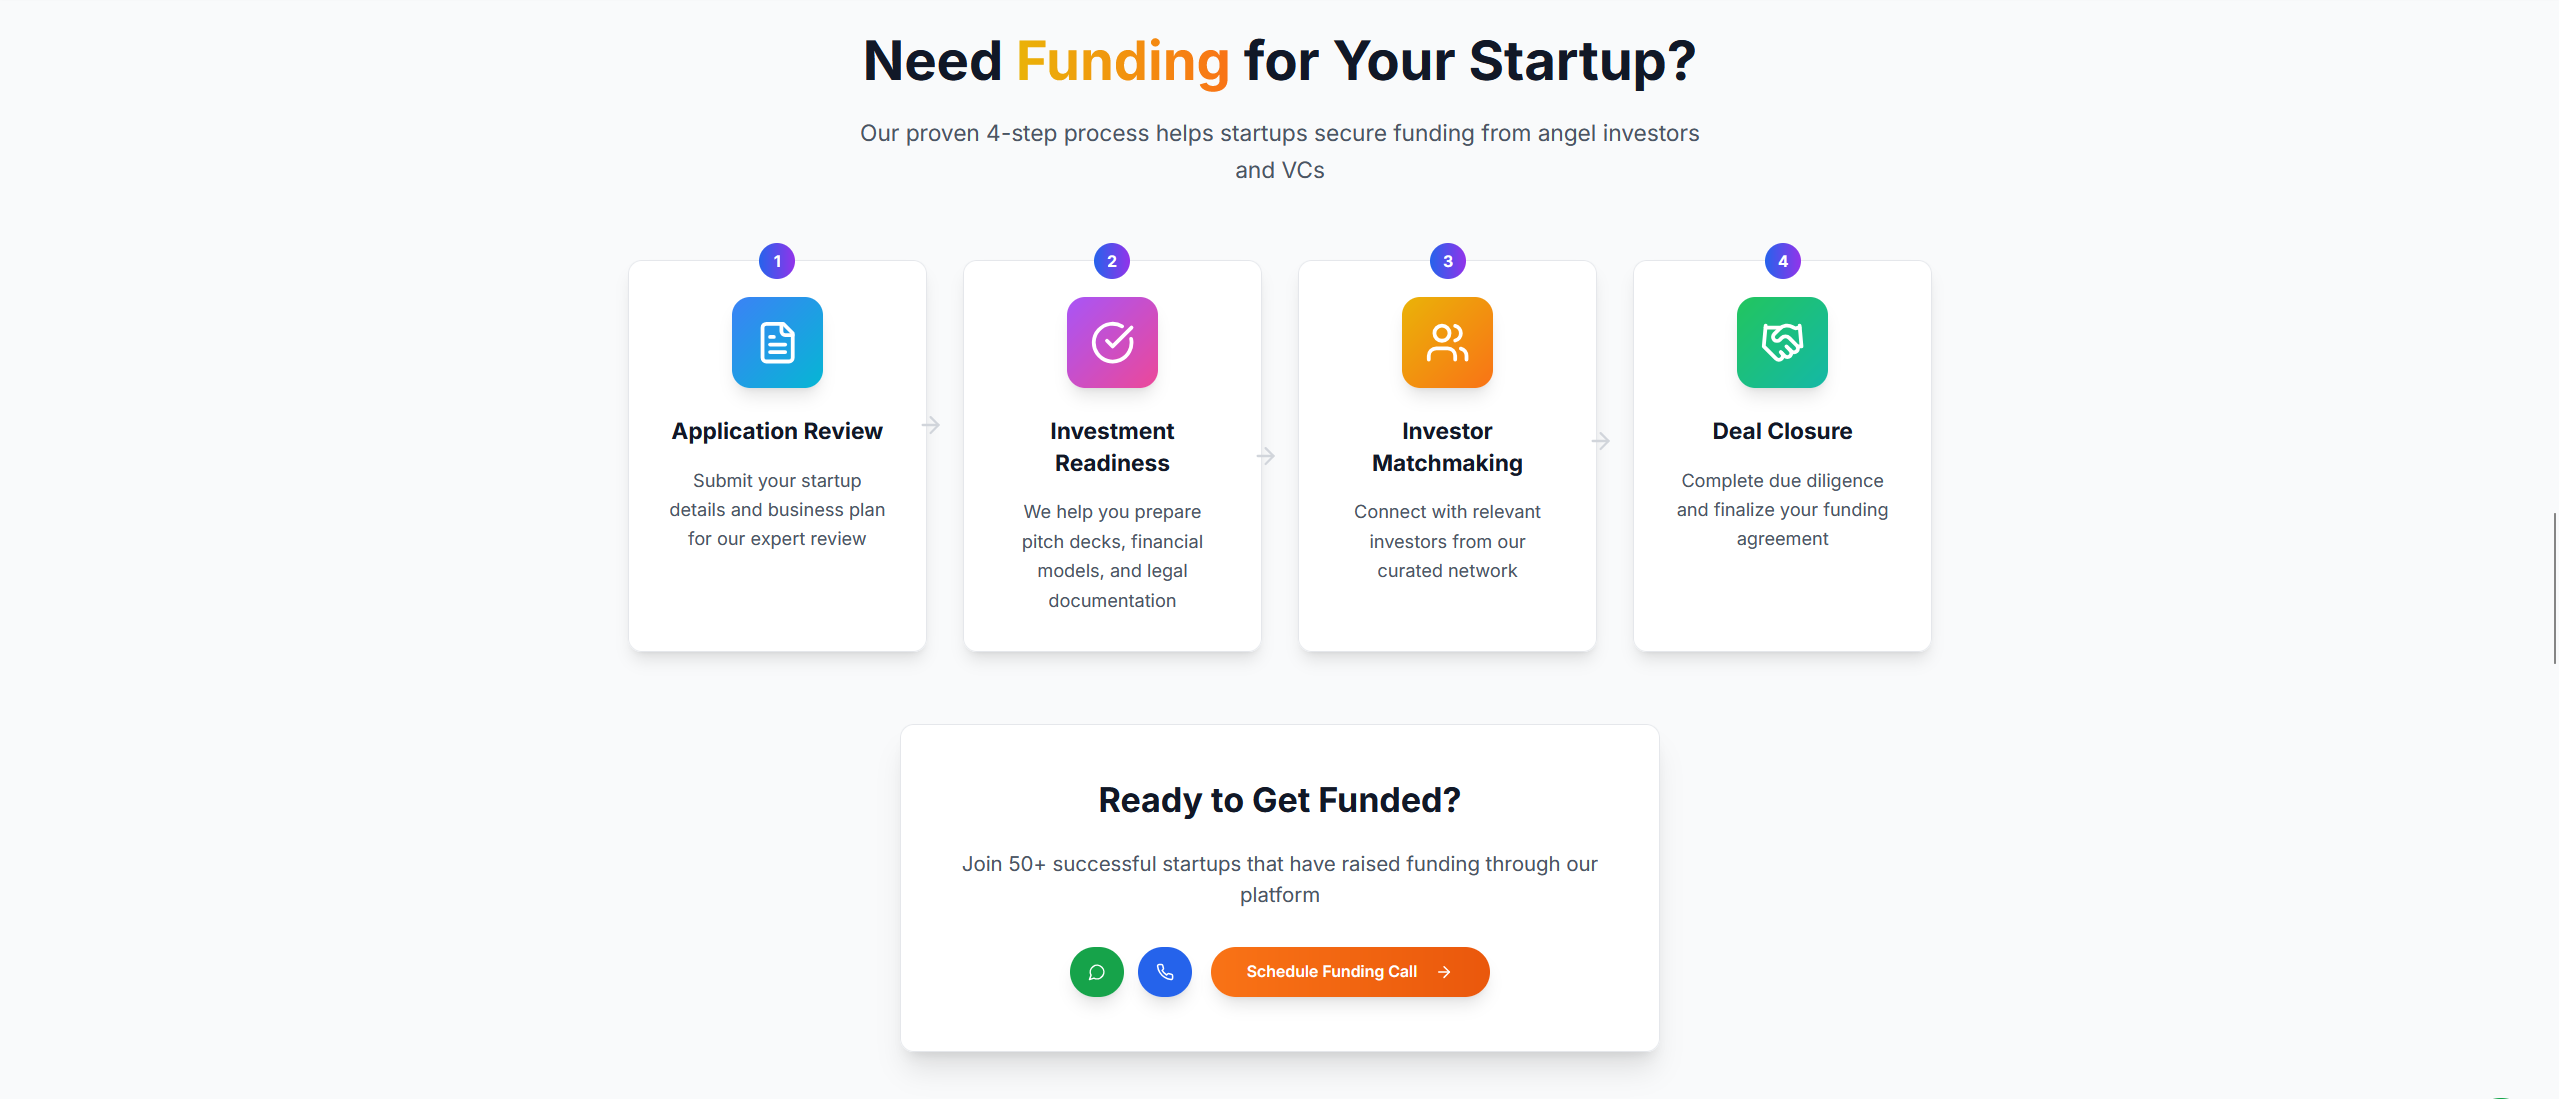 Need Funding for Your Startup?
Our proven 4-step process helps startups secure funding from angel investors
and VCs
1
Application Review
Submit your startup
details and business plan
for our expert review
2
Investment
Readiness
We help you prepare
pitch decks, financial
models, and legal
documentation
3
Investor
Matchmaking
Connect with relevant
investors from our
curated network
4
Deal Closure
Complete due diligence
and finalize your funding
agreement
Ready to Get Funded?
Join 50+ successful startups that have raised funding through our
platform
Schedule Funding Call